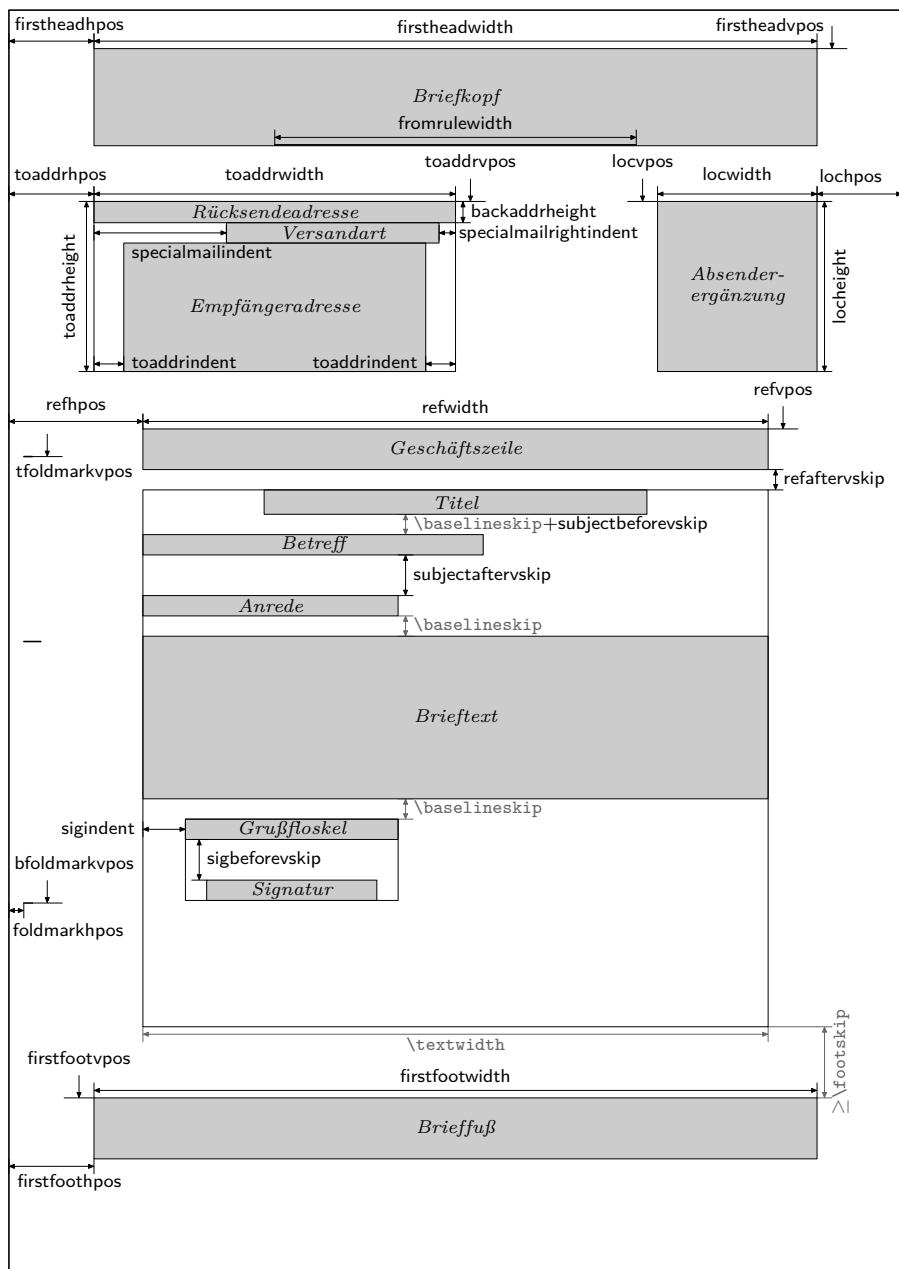 firstheadhpos
firstheadwidth
firstheadvpos
Briefkopf
fromrulewidth
toaddrvpos
locvpos
toaddrhpos
toaddrwidth
locwidth
lochpos
Rücksendeadresse
backaddrheight
Versandart
specialmailrightindent
specialmailindent
toaddrheight
Empfängeradresse
Absender-
ergänzung
locheight
toaddrindent
toaddrindent
refvpos
refhpos
refwidth
Geschäftszeile
tfoldmarkvpos
refaftervskip
Titel
\baselineskip+subjectbeforevskip
Betreff
subjectaftervskip
Anrede
\baselineskip
Brieftext
\baselineskip
sigindent
Grußfloskel
bfoldmarkvpos
sigbeforevskip
Signatur
foldmarkhpos
\textwidth
≥\footskip
firstfootvpos
firstfootwidth
Brieffuß
firstfoothpos